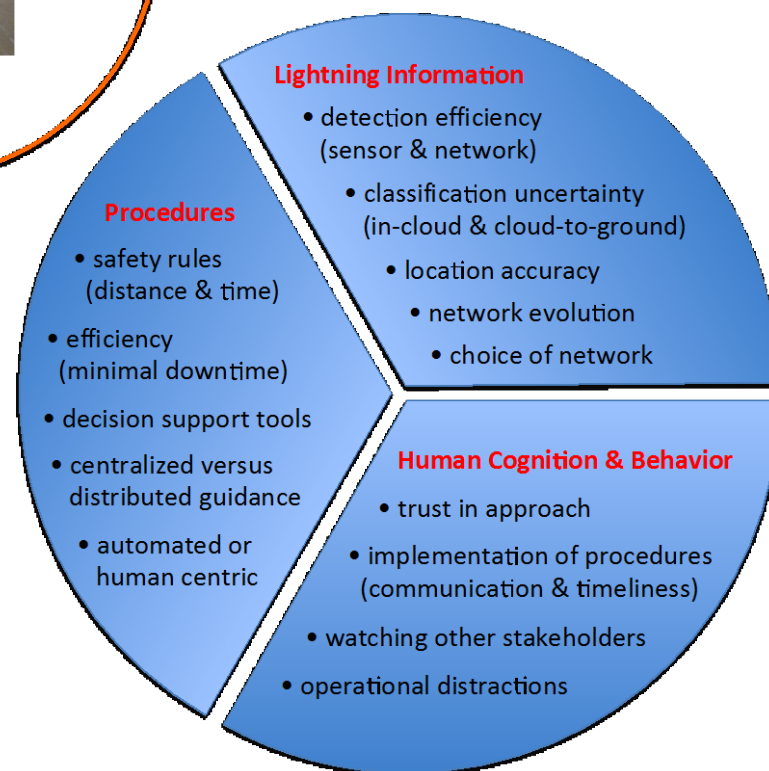 Lightning Information
• detection efficiency
(sensor & network)
• classification uncertainty
(in-cloud & cloud-to-ground)
• location accuracy
• network evolution
• choice of network
Procedures
• safety rules
(distance & time)
• efficiency
(minimal downtime)
• decision support tools
• centralized versus
distributed guidance
• automated or
human centric
Human Cognition & Behavior
• trust in approach
• implementation of procedures
(communication & timeliness)
• watching other stakeholders
• operational distractions